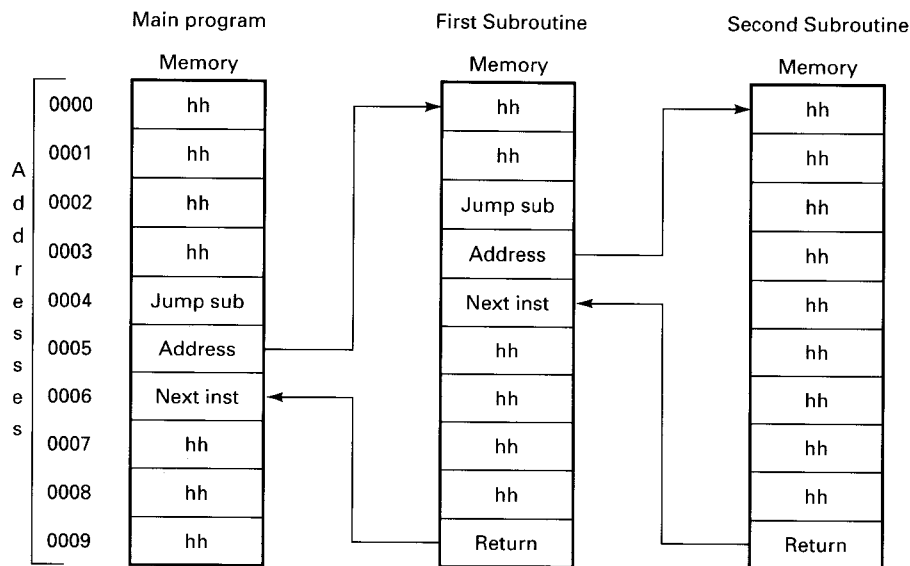 Main program First Subroutine Second Subroutine
Memory Memory Memory
Addresses
0000 hh hh hh
0001 hh hh hh
0002 hh Jump sub hh
0003 hh Address hh
0004 Jump sub Next inst hh
0005 Address hh hh
0006 Next inst hh hh
0007 hh hh hh
0008 hh hh hh
0009 hh Return Return